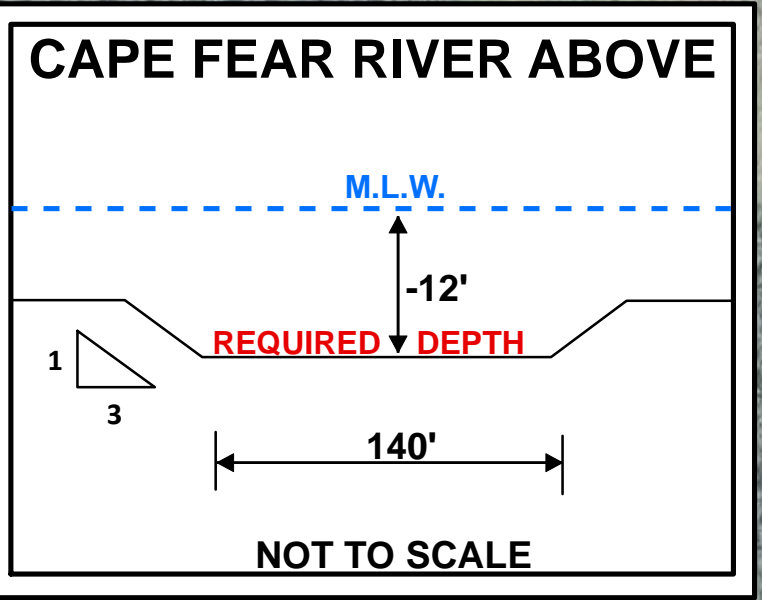 CAPE FEAR RIVER ABOVE
M.L.W.
-12'
REQUIRED DEPTH
1
3
140'
NOT TO SCALE